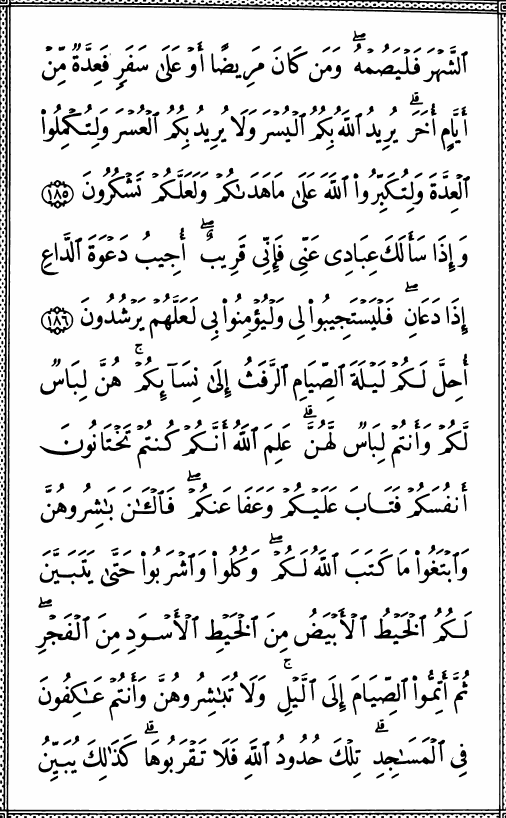 ٱلشَّهۡرَ فَلۡيَصُمۡهُۖ وَمَن كَانَ مَرِيضًا أَوۡ عَلَىٰ سَفَرٖ فَعِدَّةٞ مِّنۡ
أَيَّامٍ أُخَرَۗ يُرِيدُ ٱللَّهُ بِكُمُ ٱلۡيُسۡرَ وَلَا يُرِيدُ بِكُمُ ٱلۡعُسۡرَ وَلِتُكۡمِلُواْ
ٱلۡعِدَّةَ وَلِتُكَبِّرُواْ ٱللَّهَ عَلَىٰ مَا هَدَىٰكُمۡ وَلَعَلَّكُمۡ تَشۡكُرُونَ ١٨٥
وَإِذَا سَأَلَكَ عِبَادِي عَنِّي فَإِنِّي قَرِيبٌۖ أُجِيبُ دَعۡوَةَ ٱلدَّاعِ
إِذَا دَعَانِۖ فَلۡيَسۡتَجِيبُواْ لِي وَلۡيُؤۡمِنُواْ بِي لَعَلَّهُمۡ يَرۡشُدُونَ ١٨٦
أُحِلَّ لَكُمۡ لَيۡلَةَ ٱلصِّيَامِ ٱلرَّفَثُ إِلَىٰ نِسَآئِكُمۡۚ هُنَّ لِبَاسٞ
لَّكُمۡ وَأَنتُمۡ لِبَاسٞ لَّهُنَّۗ عَلِمَ ٱللَّهُ أَنَّكُمۡ كُنتُمۡ تَخۡتَانُونَ
أَنفُسَكُمۡ فَتَابَ عَلَيۡكُمۡ وَعَفَا عَنكُمۡۖ فَٱلۡـَٰٔنَ بَٰشِرُوهُنَّ
وَٱبۡتَغُواْ مَا كَتَبَ ٱللَّهُ لَكُمۡۖ وَكُلُواْ وَٱشۡرَبُواْ حَتَّىٰ يَتَبَيَّنَ
لَكُمُ ٱلۡخَيۡطُ ٱلۡأَبۡيَضُ مِنَ ٱلۡخَيۡطِ ٱلۡأَسۡوَدِ مِنَ ٱلۡفَجۡرِۖ
ثُمَّ أَتِمُّواْ ٱلصِّيَامَ إِلَى ٱلَّيۡلِۚ وَلَا تُبَٰشِرُوهُنَّ وَأَنتُمۡ عَٰكِفُونَ
فِي ٱلۡمَسَٰجِدِۗ تِلۡكَ حُدُودُ ٱللَّهِ فَلَا تَقۡرَبُوهَاۗ كَذَٰلِكَ يُبَيِّنُ